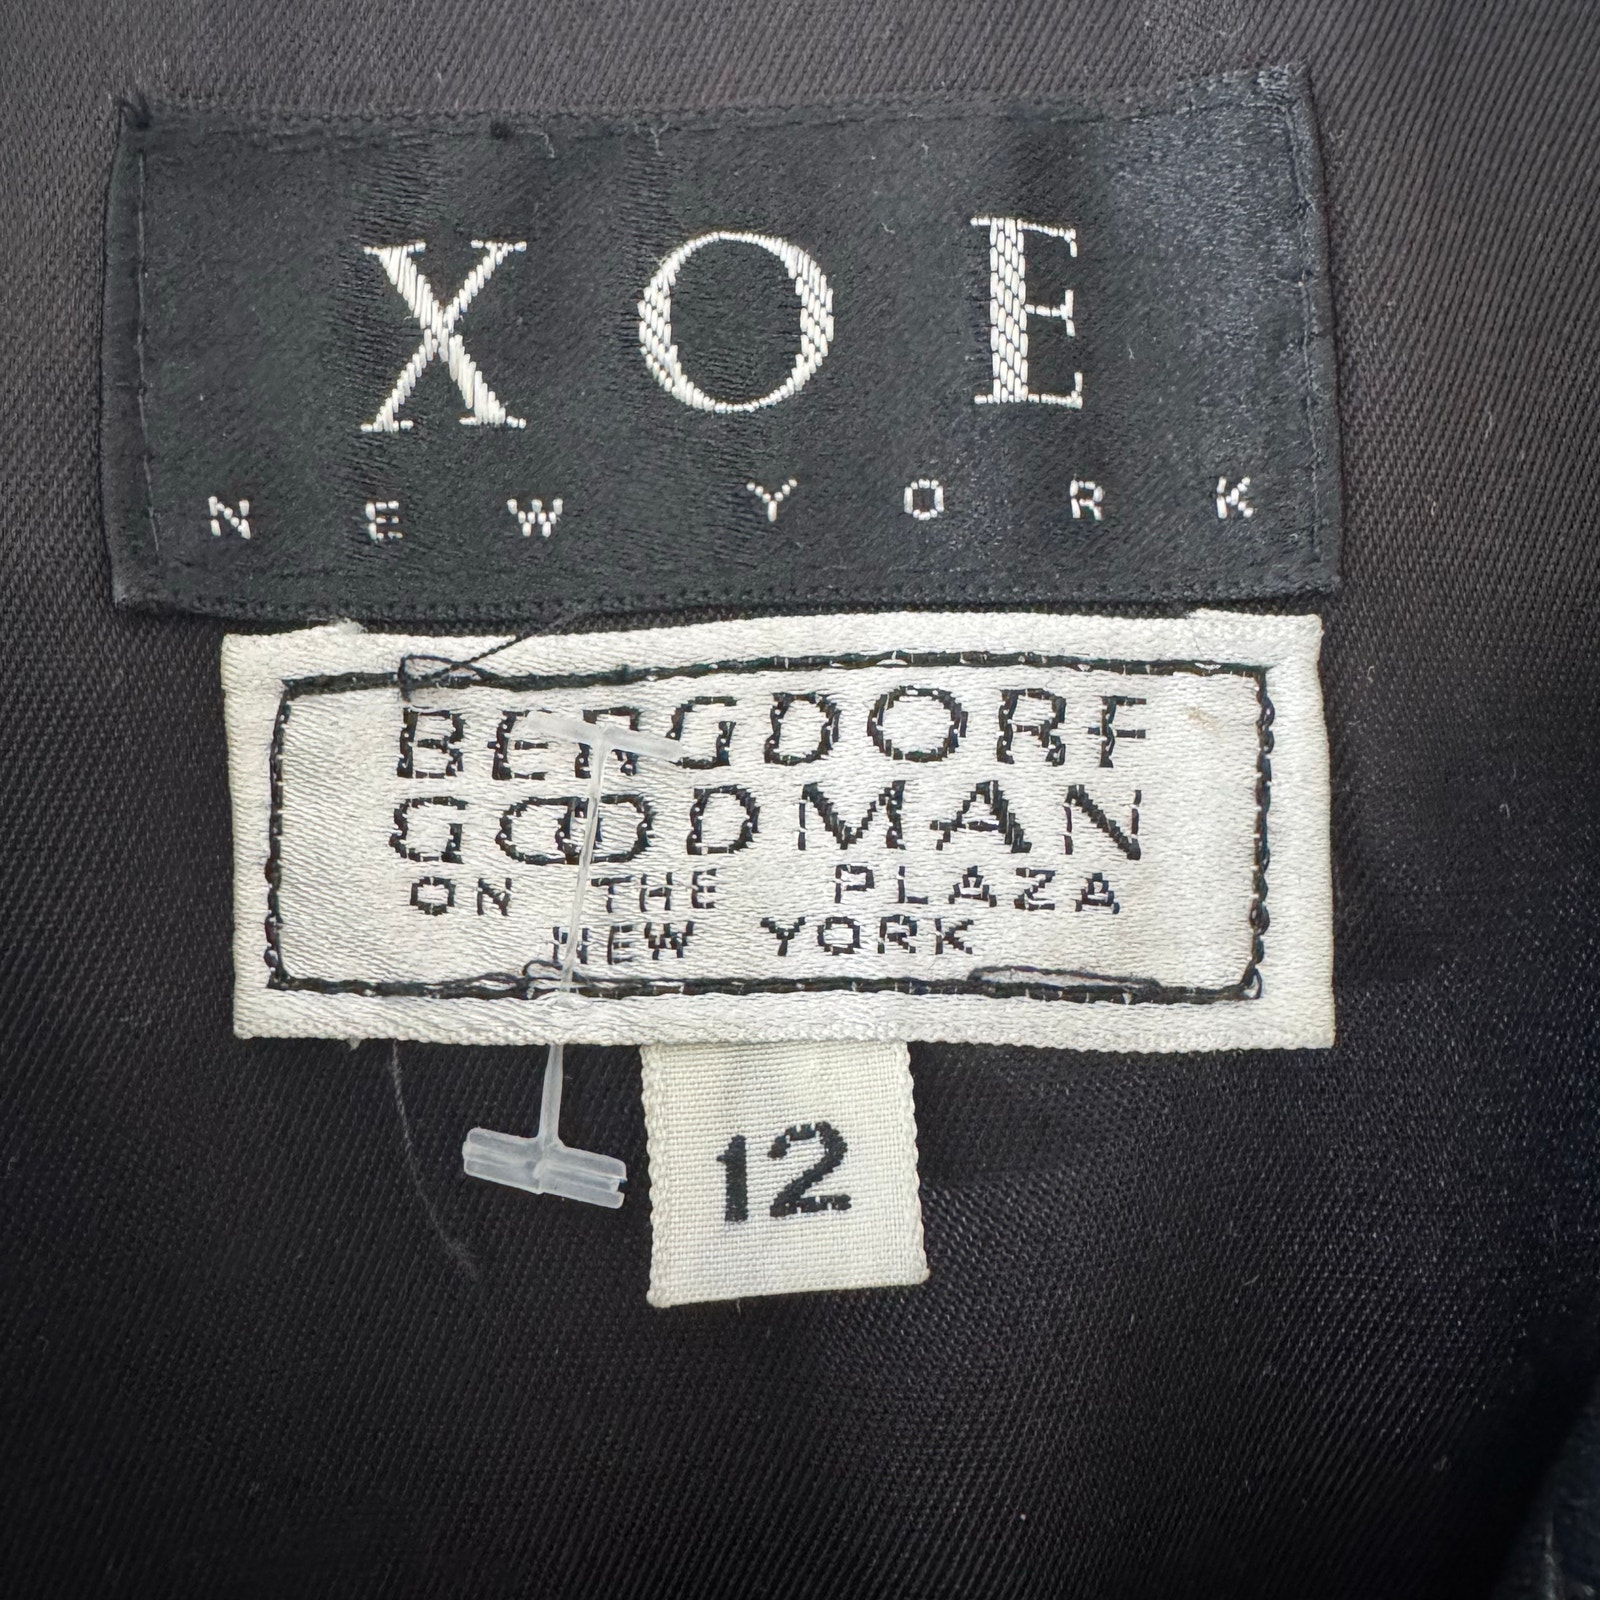 XOE
NEW YORK
BERGDORF
GOODMAN
ON THE PLAZA
NEW YORK
12